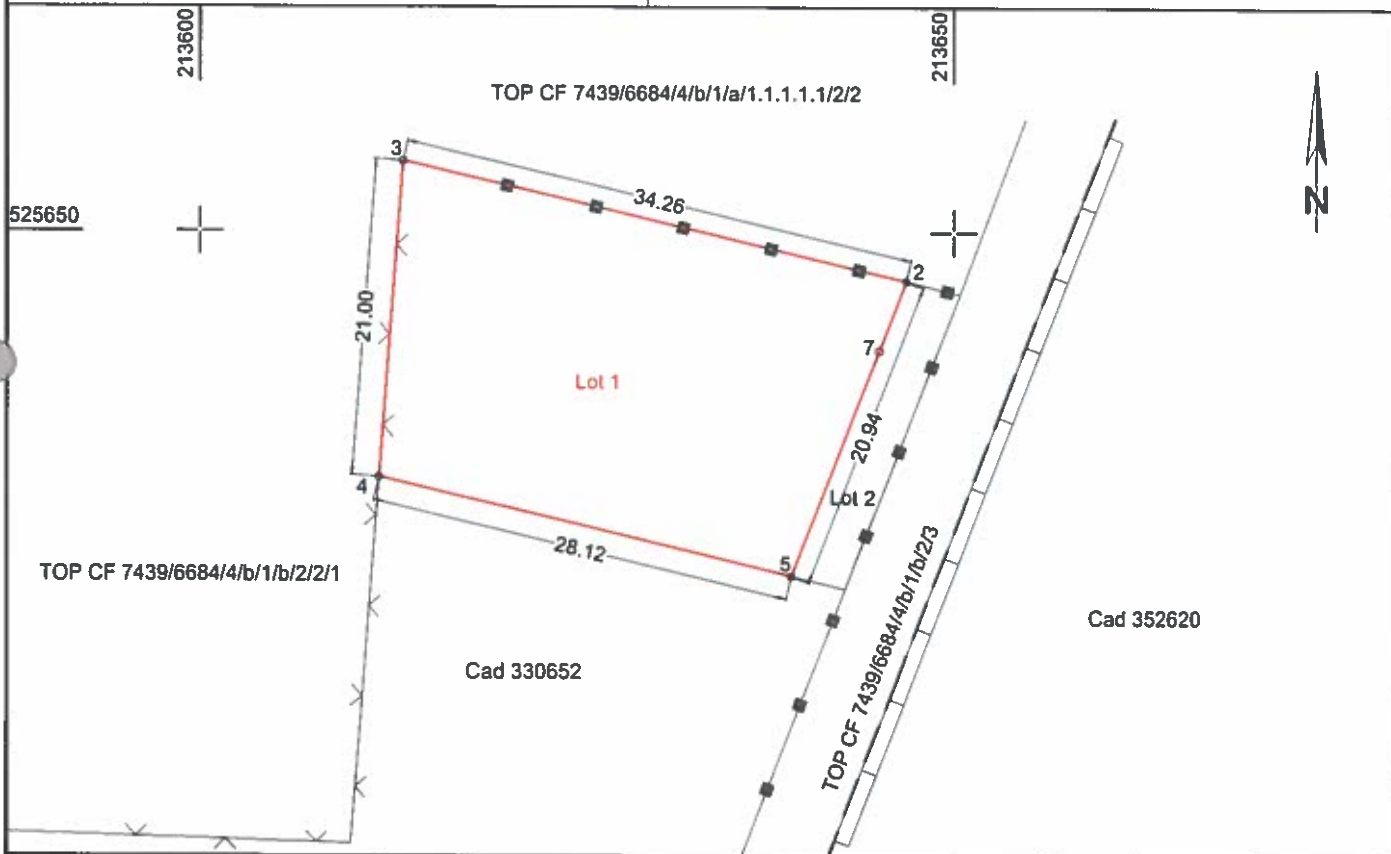 213600
213650
TOP CF 7439/6684/4/b/1/a/1.1.1.1.1/2/2
3
34.26
525650
N
2
21.00
7
Lot 1
20.94
4
Lot 2
28.12
5
TOP CF 7439/6684/4/b/1/b/2/2/1
TOP CF 7439/6684/4/b/1/b/2/3
Cad 352620
Cad 330652